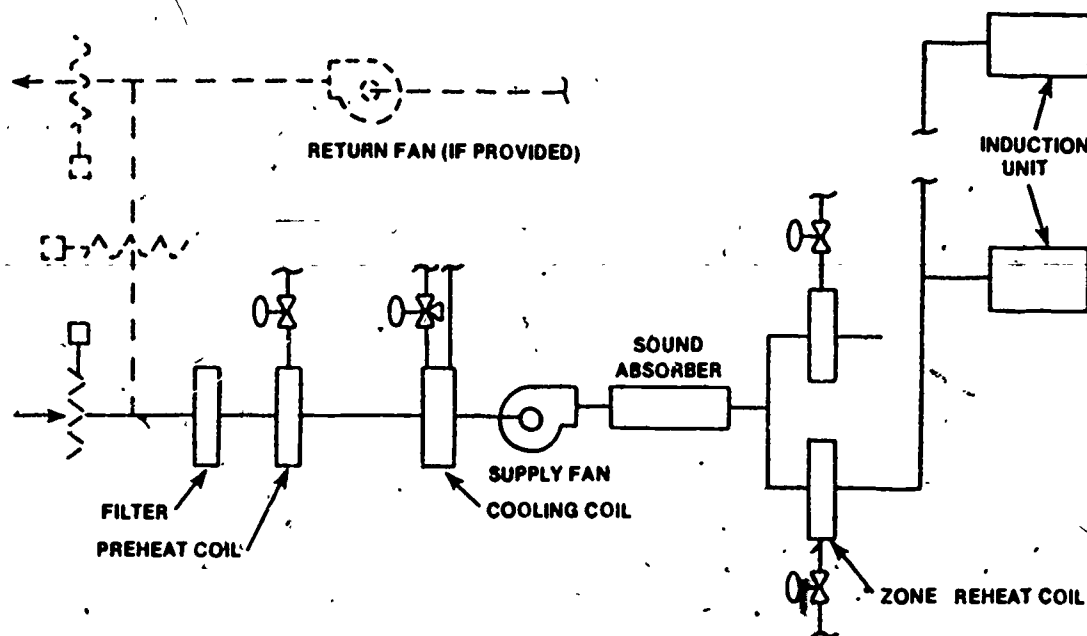 RETURN FAN (IF PROVIDED)
INDUCTION
UNIT
SOUND
ABSORBER
SUPPLY FAN
COOLING COIL
FILTER
PREHEAT COIL
ZONE REHEAT COIL